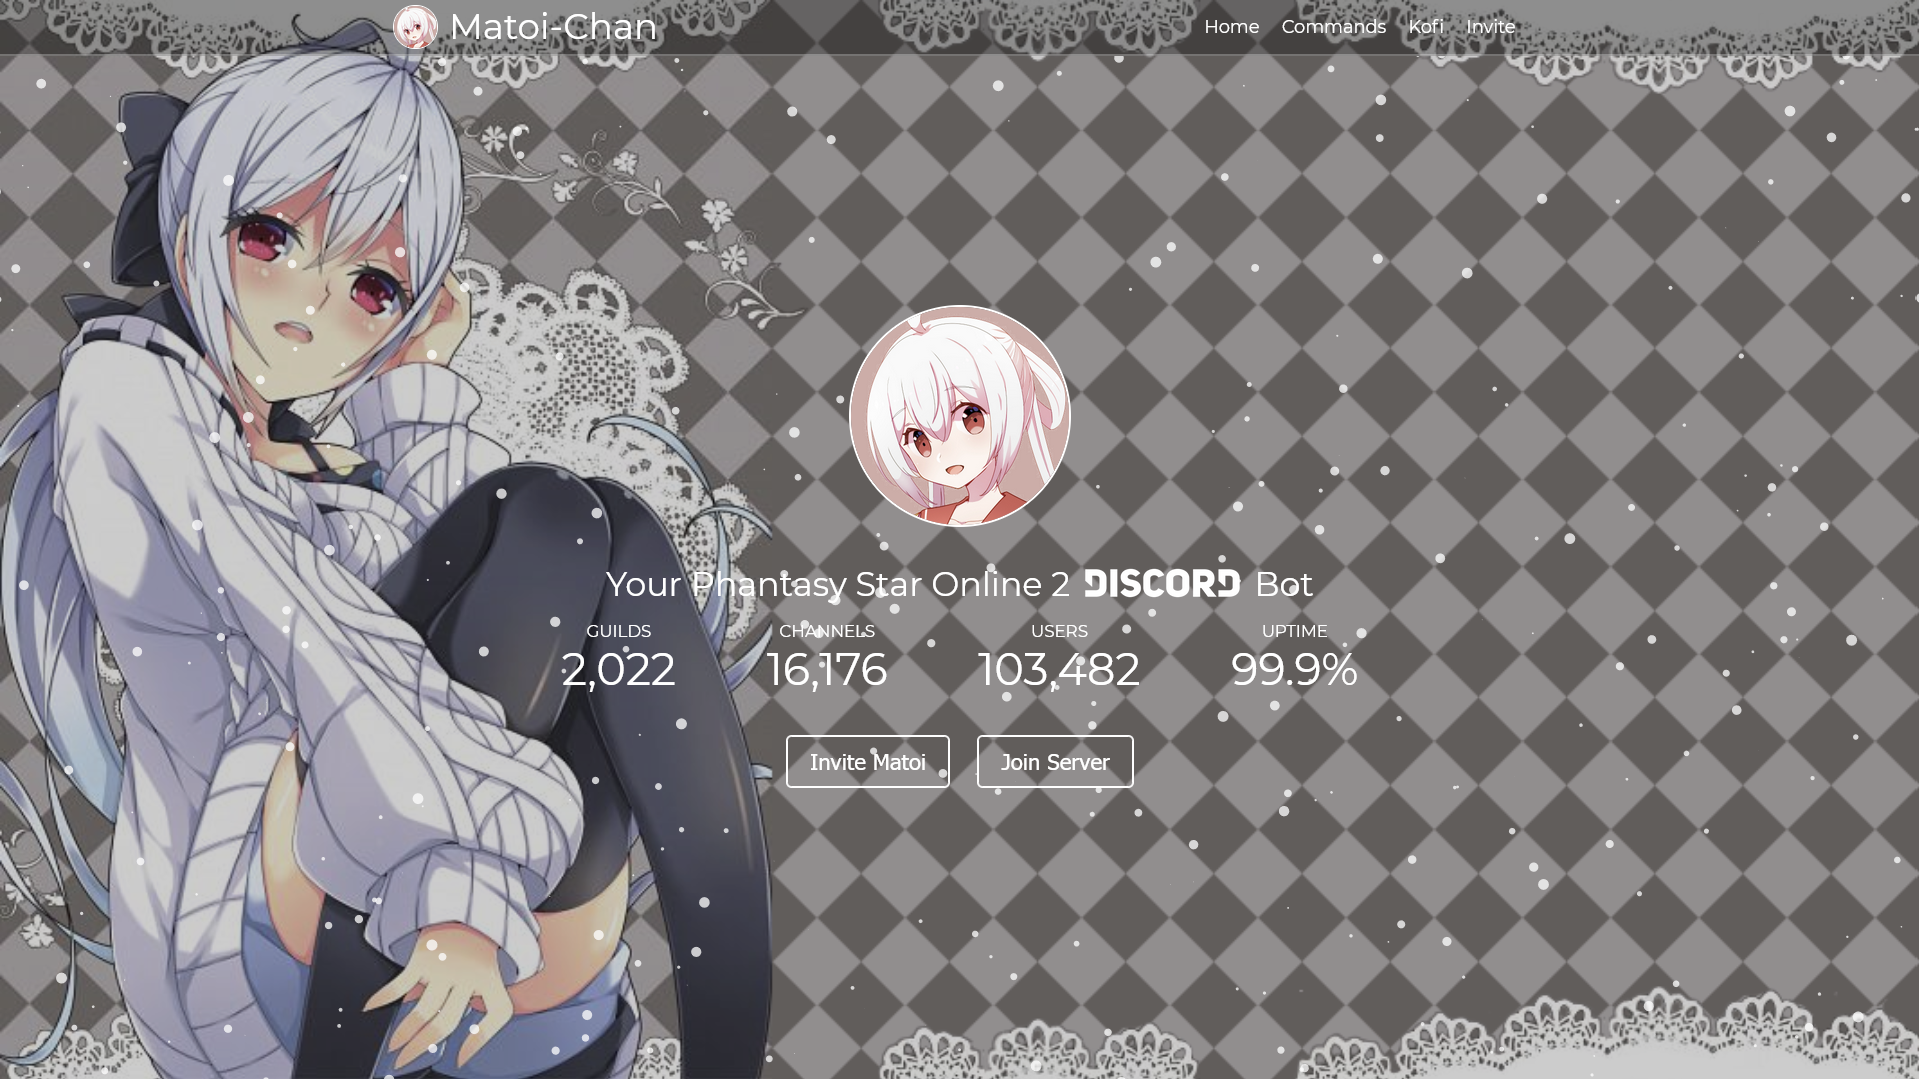 Matoi-Chan
Home Commands Kofi Invite
Your Phantasy Star Online 2 DISCORD Bot
GUILDS CHANNELS USERS UPTIME
2,022 16,176 103,482 99.9%
Invite Matoi Join Server